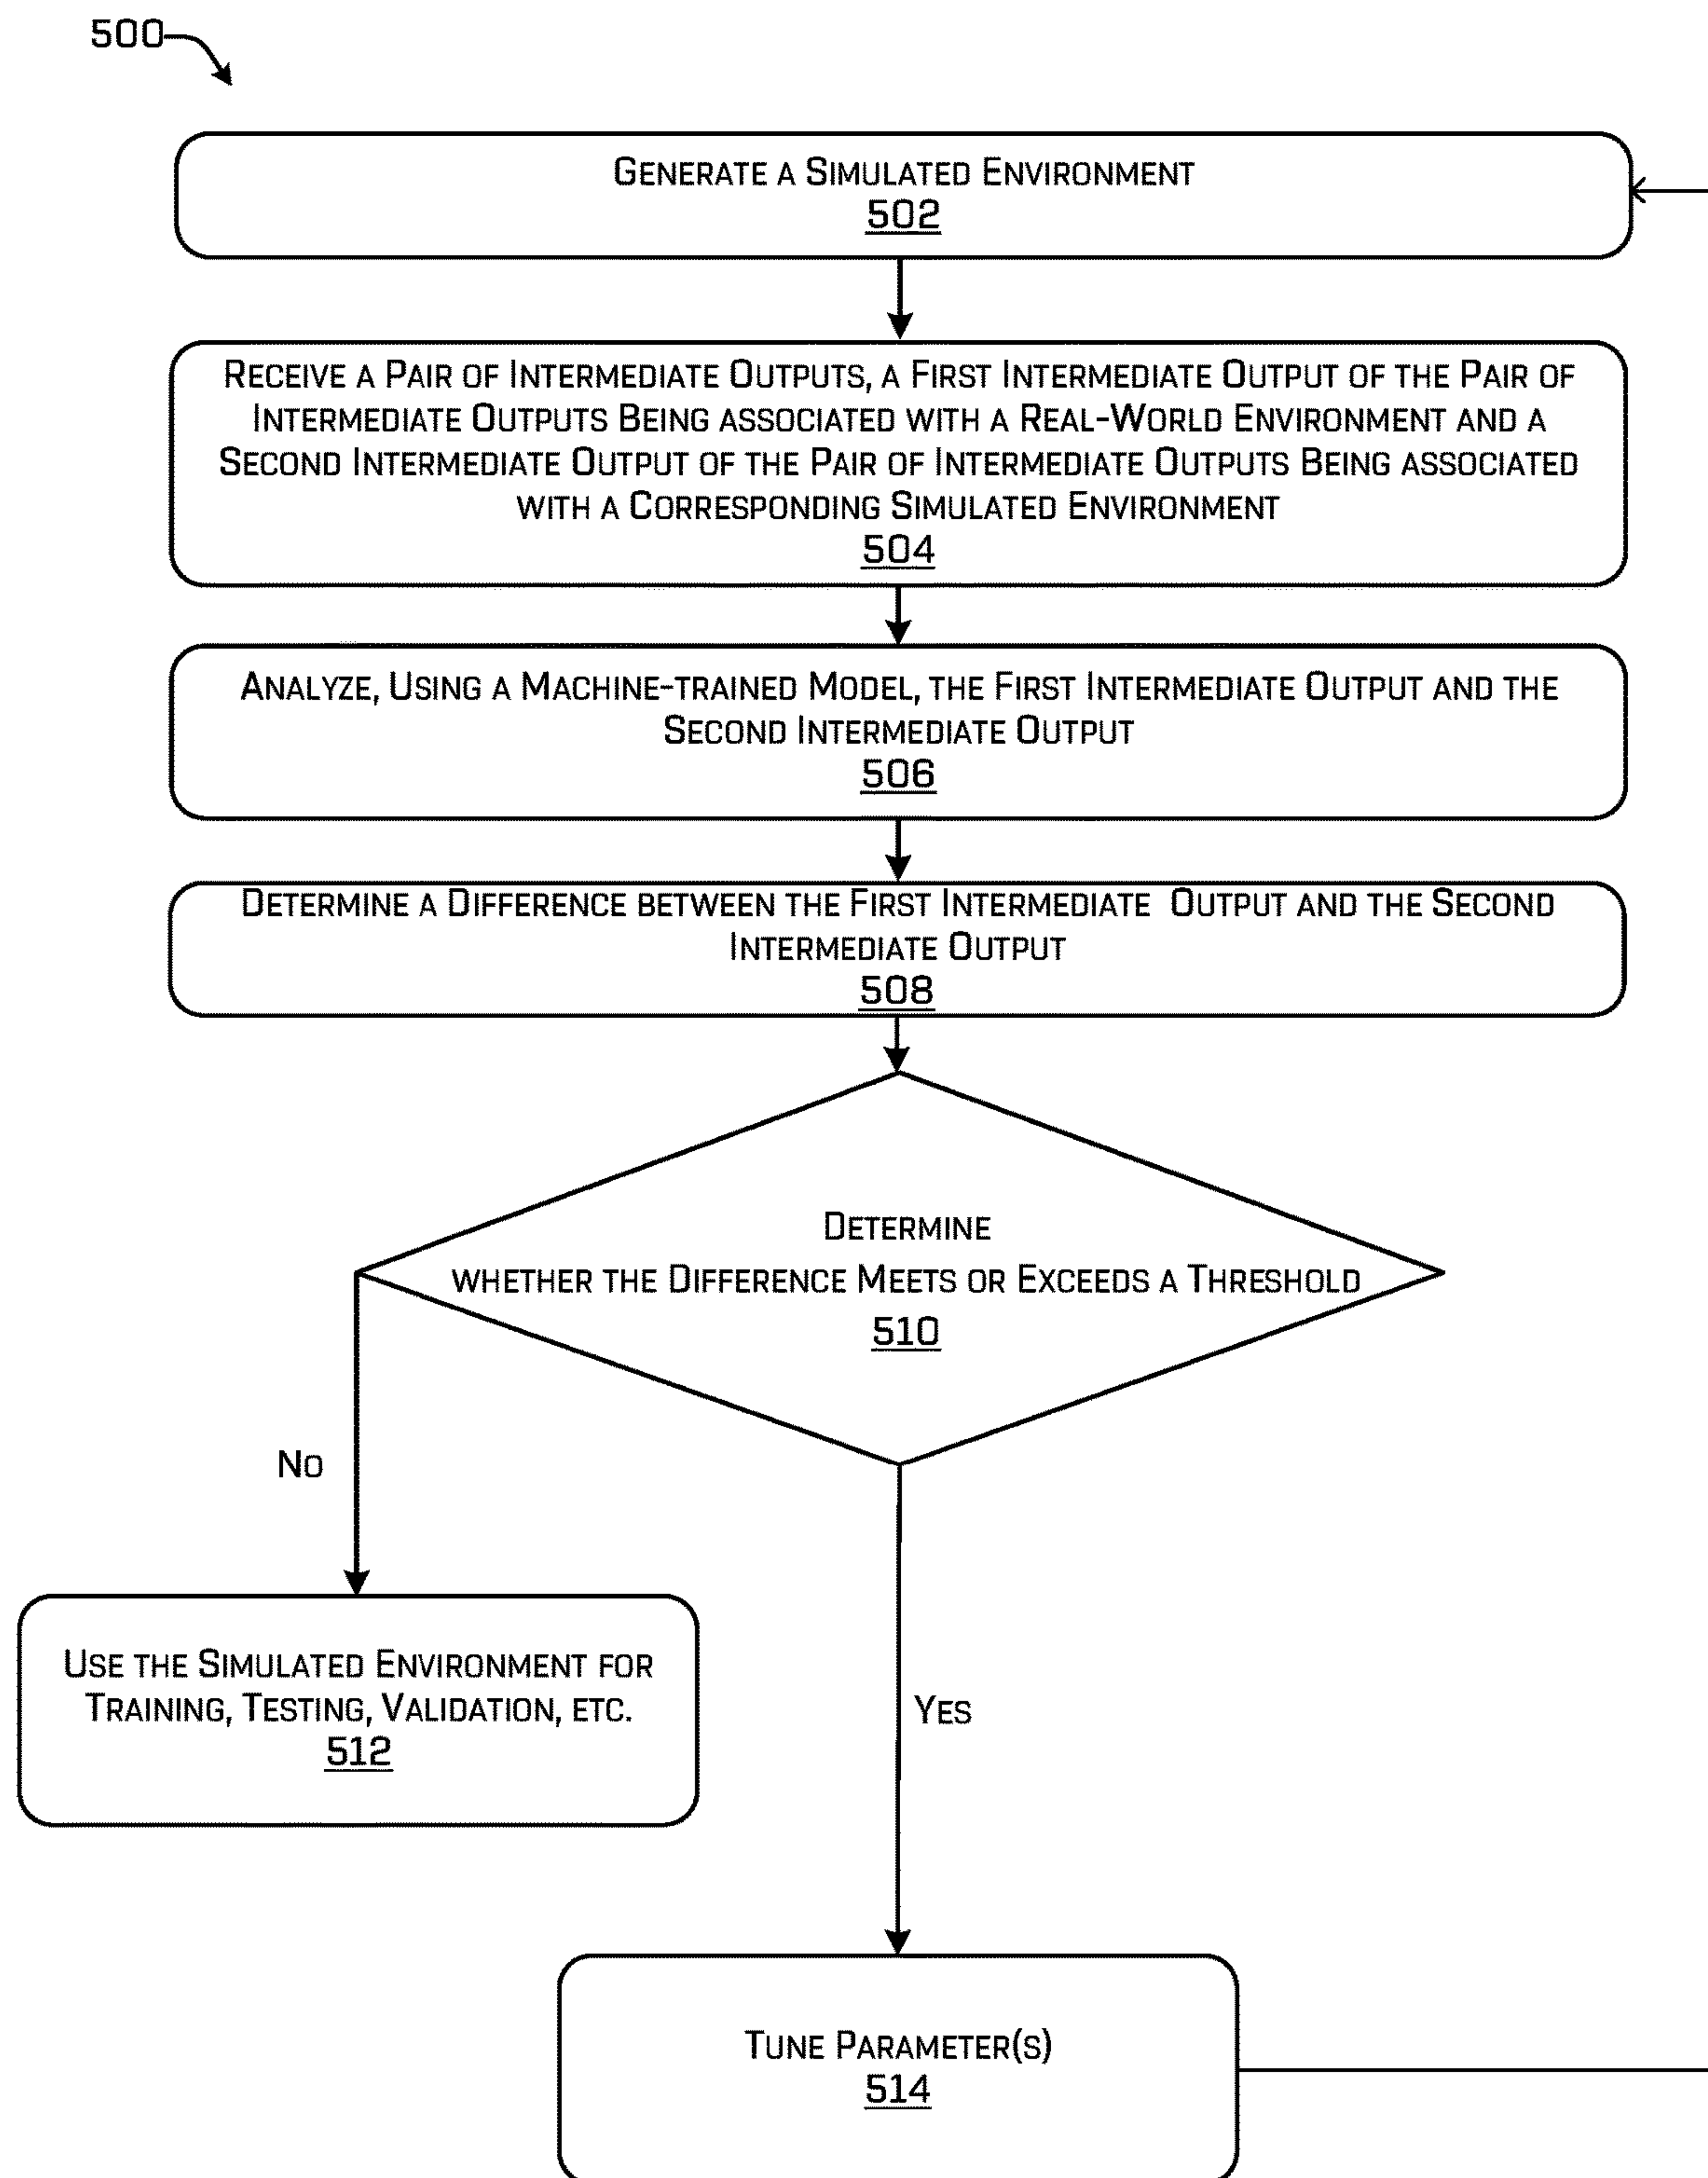 500
Generate a Simulated Environment
502
Receive a Pair of Intermediate Outputs, a First Intermediate Output of the Pair of
Intermediate Outputs Being associated with a Real-World Environment and a
Second Intermediate Output of the Pair of Intermediate Outputs Being associated
with a Corresponding Simulated Environment
504
Analyze, Using a Machine-trained Model, the First Intermediate Output and the
Second Intermediate Output
506
Determine a Difference between the First Intermediate Output and the Second
Intermediate Output
508
Determine
whether the Difference Meets or Exceeds a Threshold
510
No
Use the Simulated Environment for
Training, Testing, Validation, etc.
512
Yes
Tune Parameter(s)
514